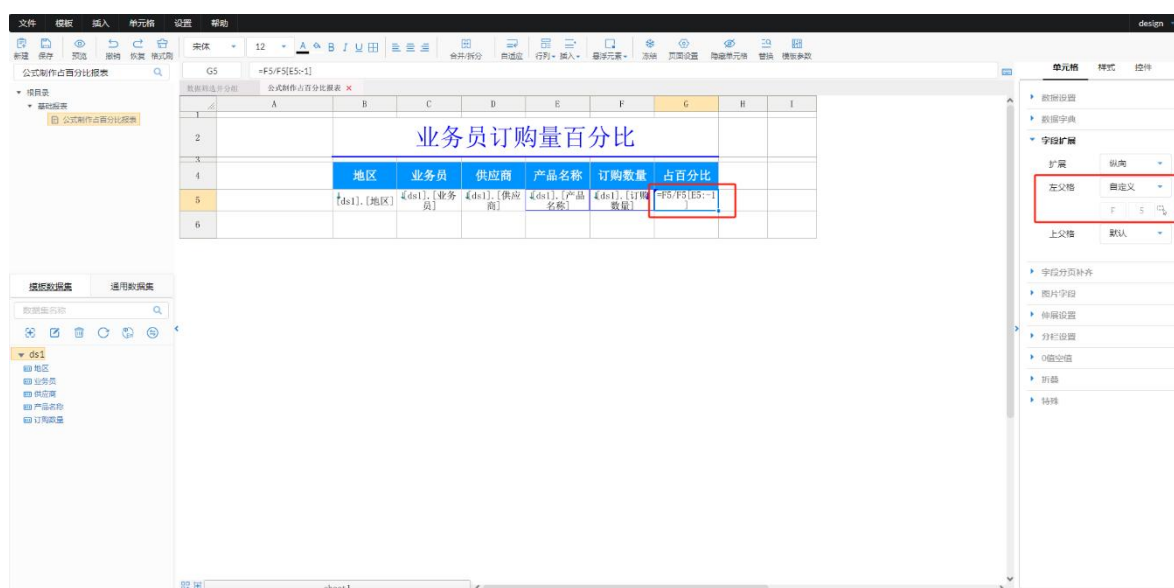 文件 模板 插入 单元格 设置 帮助 design
新建 保存 预览 撤销 恢复 格式刷 宋体 12 A B I U 合并/拆分 自适应 行列 插入 悬浮元素 冻结 页面设置 隐藏单元格 替换 模板参数
公式制作占百分比报表 G5 =F5/F5[E5:-1] 单元格 样式 控件
公式制作占百分比报表 ×
根目录
基础报表
公式制作占百分比报表
A B C D E F G H I
1
2 业务员订购量百分比
3
4 地区 业务员 供应商 产品名称 订购数量 占百分比
5 [ds1].[地区] [ds1].[业务员] [ds1].[供应商] [ds1].[产品名称] [ds1].[订购数量] =F5/F5[E5:-1]
6
数据设置
数据字典
字段扩展
扩展 纵向
左父格 自定义
F 5
上父格 默认
字段分页补齐
图片字段
伸展设置
分栏设置
0值空值
折叠
特殊
模板数据集 通用数据集
数据集名称
ds1
地区
业务员
供应商
产品名称
订购数量
sheet1